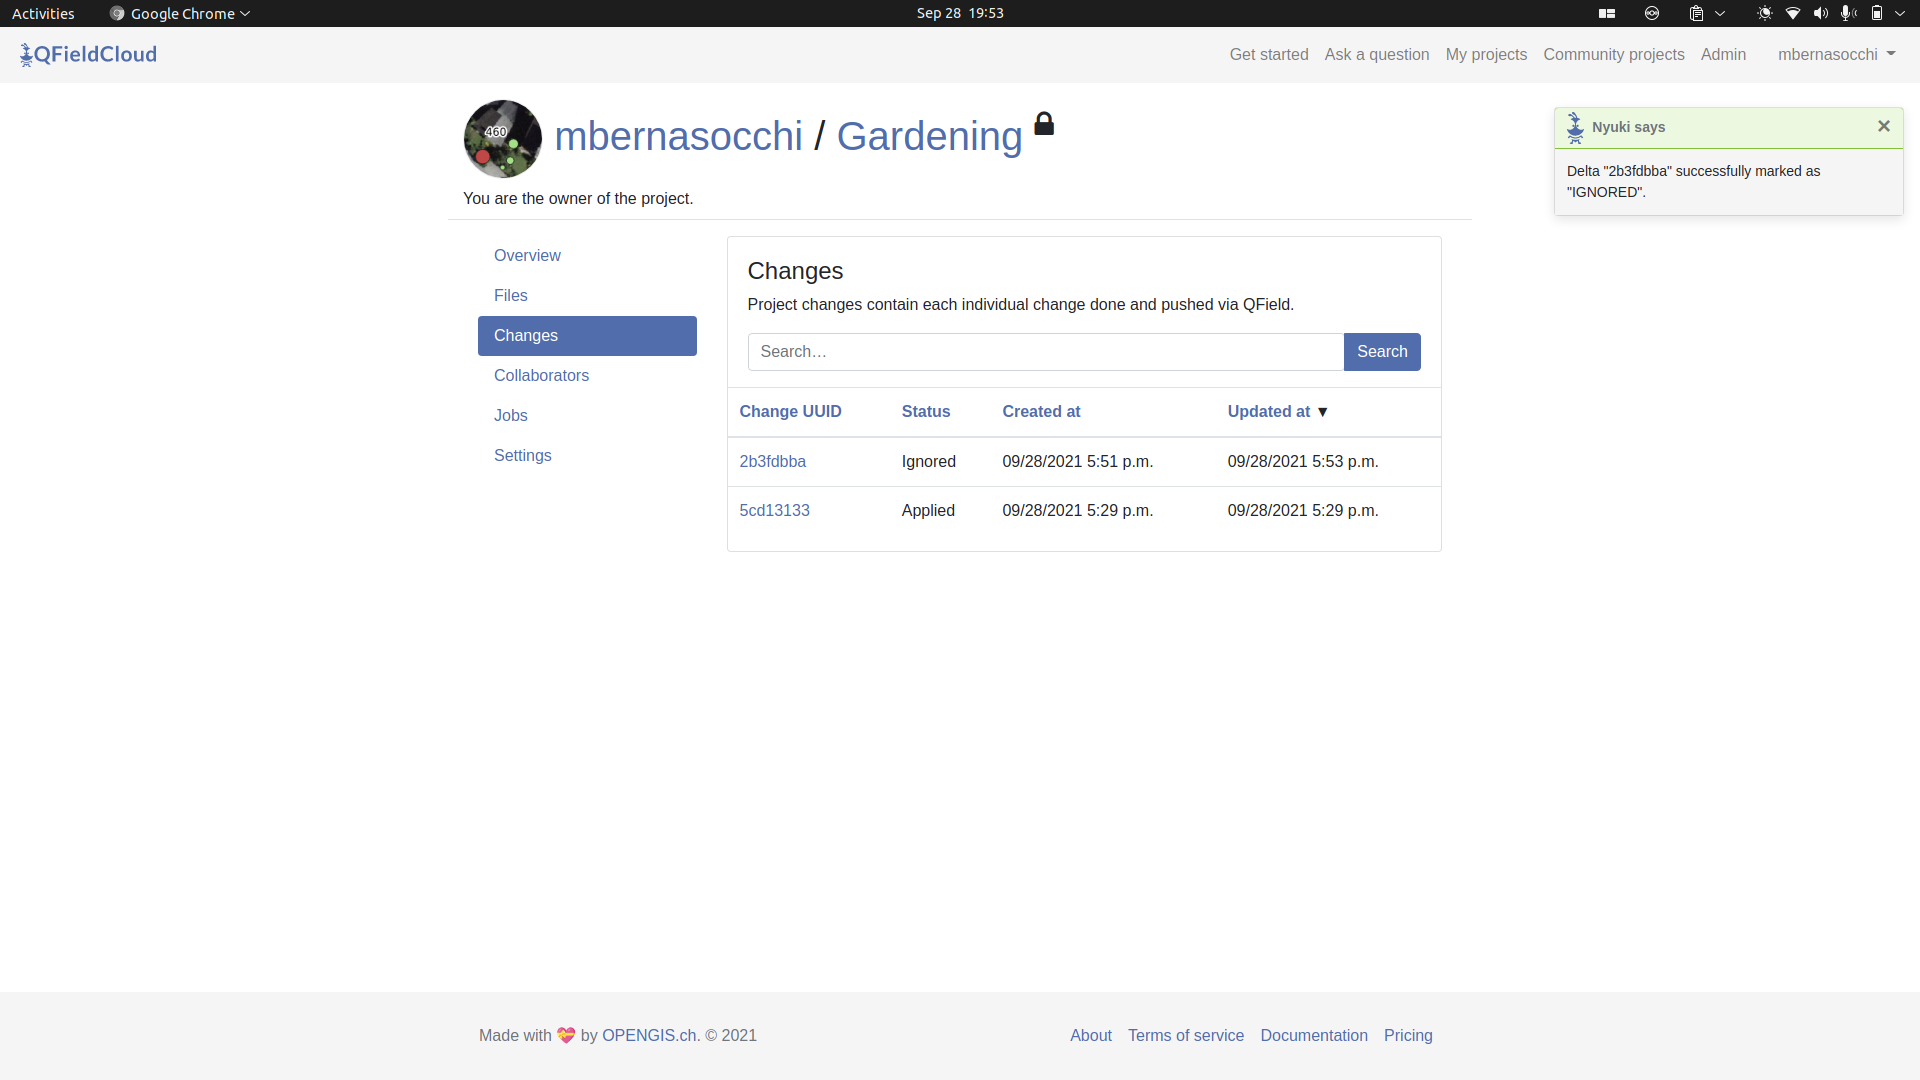 Activities Google Chrome Sep 28 19:53
QFieldCloud Get started Ask a question My projects Community projects Admin mbernasocchi
460
mbernasocchi / Gardening
You are the owner of the project.
Nyuki says ×
Delta "2b3fdbba" successfully marked as
"IGNORED".
Overview
Files
Changes
Collaborators
Jobs
Settings
Changes
Project changes contain each individual change done and pushed via QField.
Search… Search
Change UUID Status Created at Updated at ▼
2b3fdbba Ignored 09/28/2021 5:51 p.m. 09/28/2021 5:53 p.m.
5cd13133 Applied 09/28/2021 5:29 p.m. 09/28/2021 5:29 p.m.
Made with 💝 by OPENGIS.ch. © 2021 About Terms of service Documentation Pricing